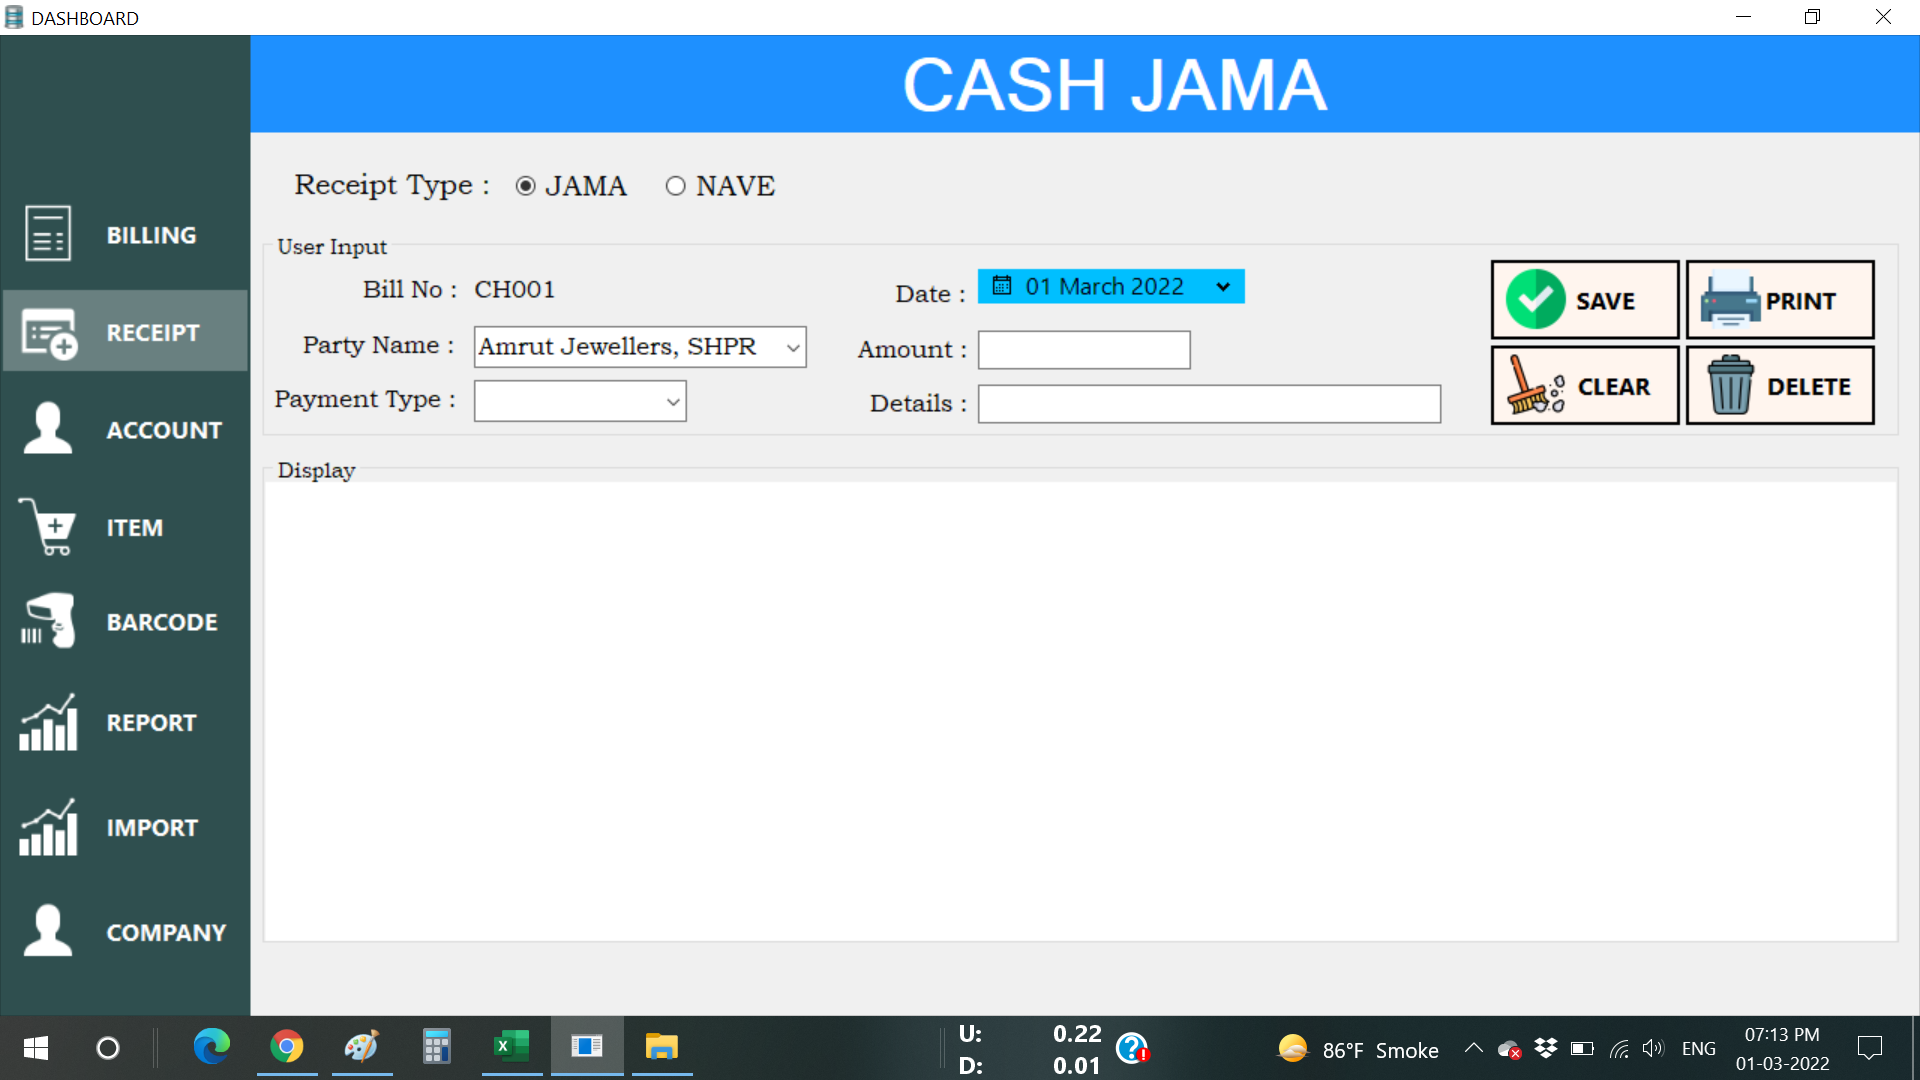 DASHBOARD
CASH JAMA
Receipt Type : JAMA NAVE
User Input
Bill No : CH001
Date : 01 March 2022
Party Name : Amrut Jewellers, SHPR
Amount :
Payment Type :
Details :
SAVE
PRINT
CLEAR
DELETE
Display
BILLING
RECEIPT
ACCOUNT
ITEM
BARCODE
REPORT
IMPORT
COMPANY
U: 0.22
D: 0.01
86°F Smoke
ENG
07:13 PM
01-03-2022